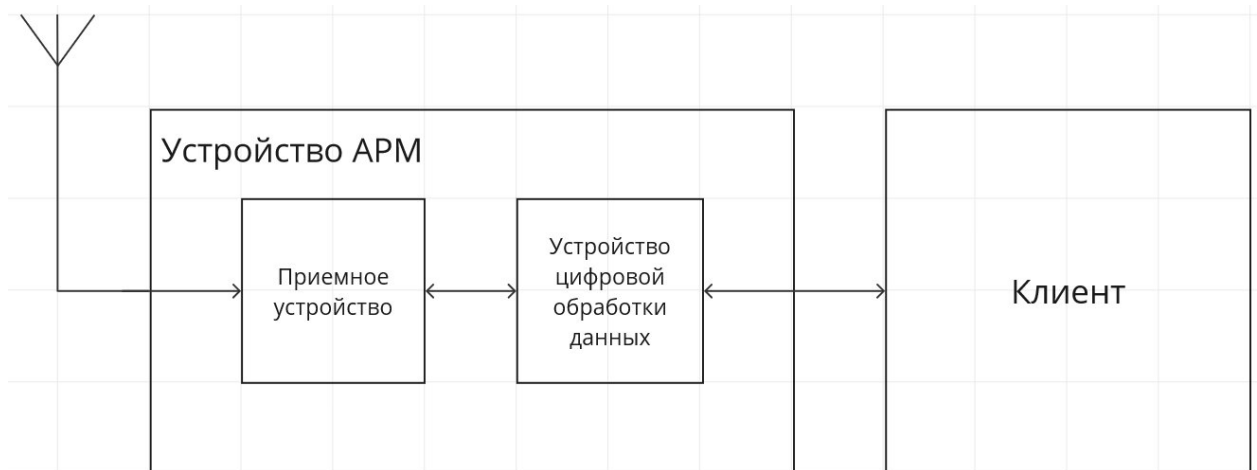 Устройство АРМ
Приемное
устройство
Устройство
цифровой
обработки
данных
Клиент